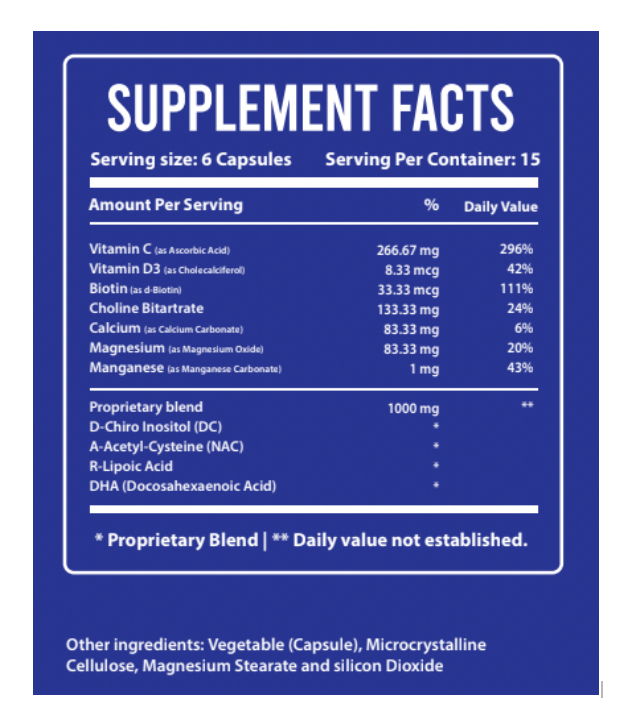 SUPPLEMENT FACTS
Serving size: 6 Capsules Serving Per Container: 15
Amount Per Serving % Daily Value
Vitamin C (as Ascorbic Acid) 266.67 mg 296%
Vitamin D3 (as Cholecalciferol) 8.33 mcg 42%
Biotin (as d-Biotin) 33.33 mcg 111%
Choline Bitartrate 133.33 mg 24%
Calcium (as Calcium Carbonate) 83.33 mg 6%
Magnesium (as Magnesium Oxide) 83.33 mg 20%
Manganese (as Manganese Carbonate) 1 mg 43%
Proprietary blend 1000 mg **
D-Chiro Inositol (DC) *
A-Acetyl-Cysteine (NAC) *
R-Lipoic Acid *
DHA (Docosahexaenoic Acid) *
* Proprietary Blend | ** Daily value not established.
Other ingredients: Vegetable (Capsule), Microcrystalline
Cellulose, Magnesium Stearate and silicon Dioxide